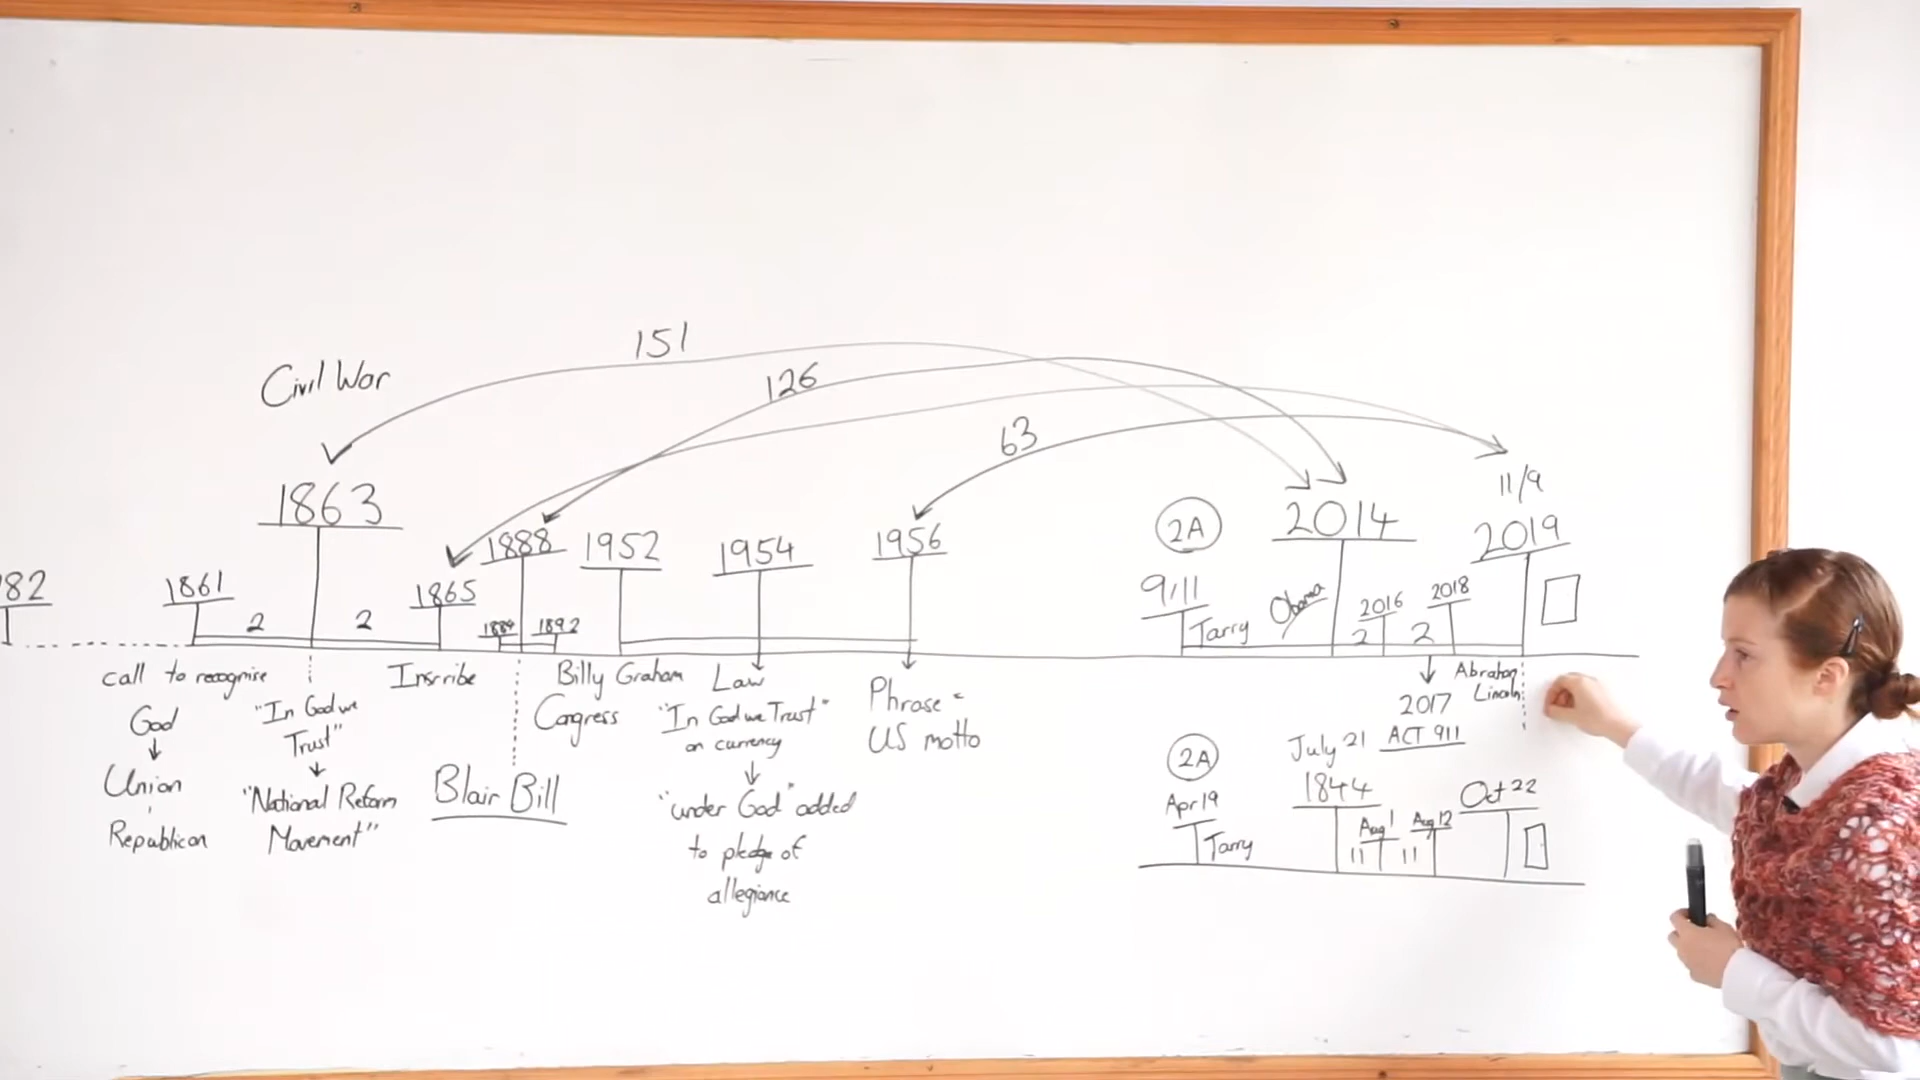 151
126
63
Civil War
1863
1888
1952
1954
1956
2A
2014
11/9
2019
82
1861
2
2
1865
1889
1892
9/11
Tarry
Obama
2016
2
2018
2
call to recognise
God
Union
Republican
"In God we
Trust"
"National Reform
Movement"
Inscribe
Blair Bill
Billy Graham
Congress
Law
"In God we Trust"
on currency
"under God" added
to pledge of
allegiance
Phrase =
US motto
2017
ACT 911
Abraham
Lincoln
2A
Apr 19
Tarry
July 21
1844
Aug 1
11
Aug 12
11
Oct 22